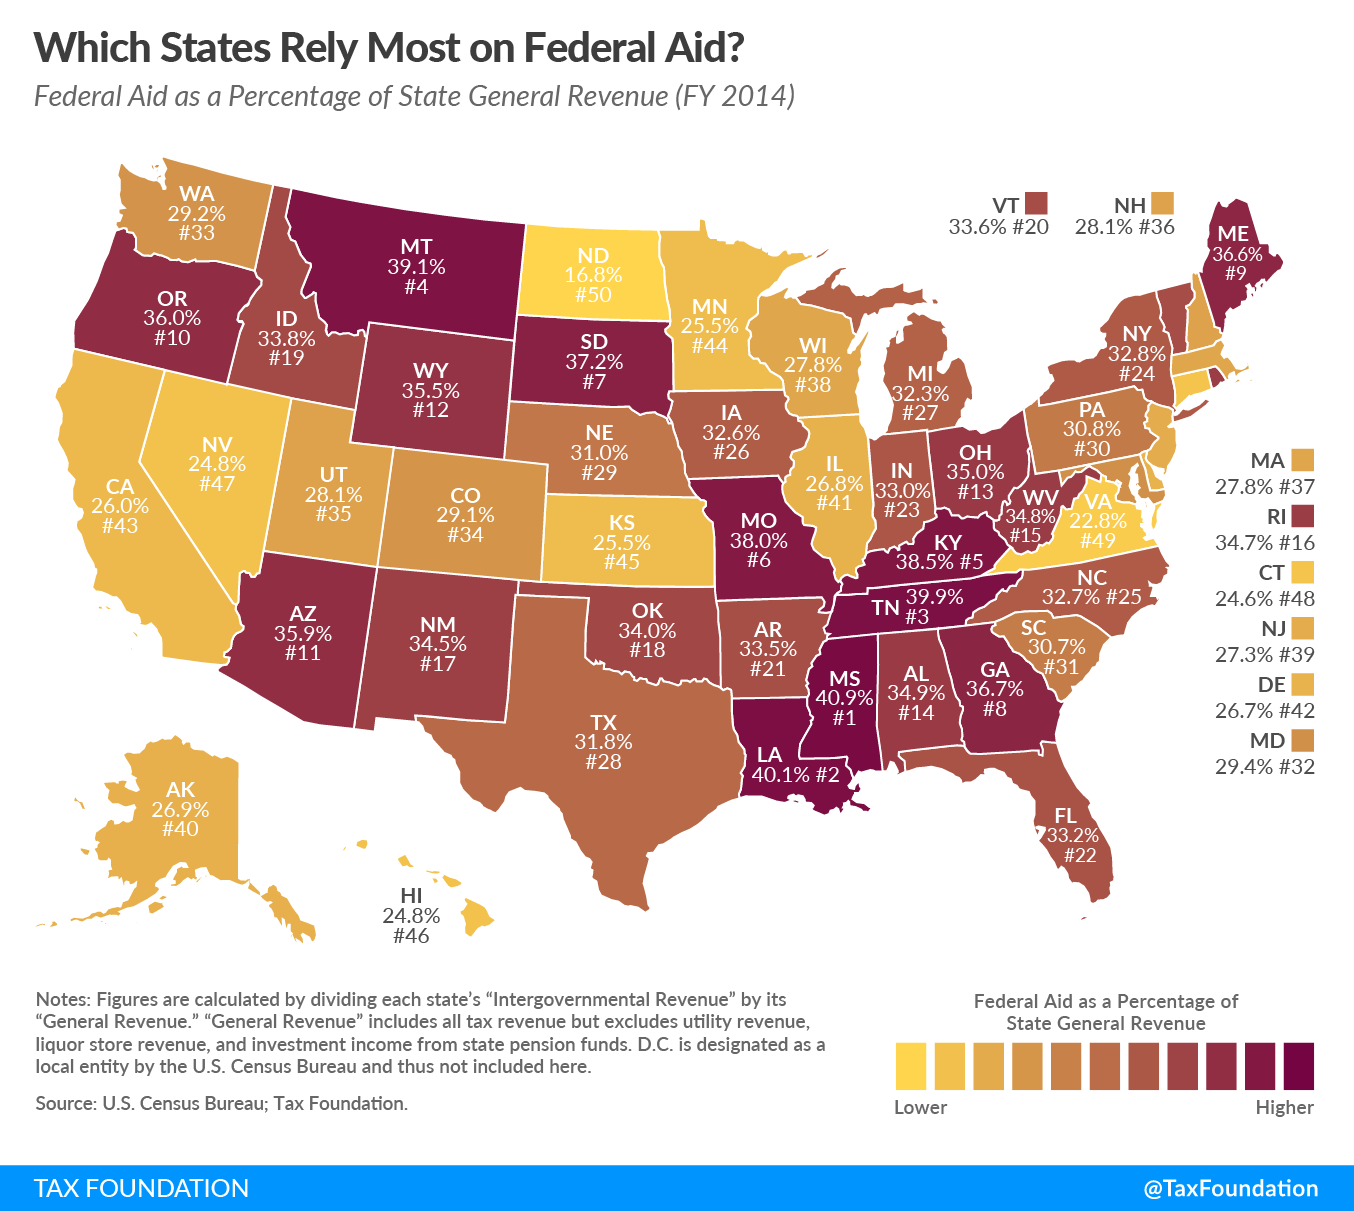 Which States Rely Most on Federal Aid?
Federal Aid as a Percentage of State General Revenue (FY 2014)
WA
29.2%
#33
OR
36.0%
#10
ID
33.8%
#19
MT
39.1%
#4
WY
35.5%
#12
ND
16.8%
#50
SD
37.2%
#7
MN
25.5%
#44
WI
27.8%
#38
MI
32.3%
#27
VT
33.6% #20
NH
28.1% #36
ME
36.6%
#9
NY
32.8%
#24
CA
26.0%
#43
NV
24.8%
#47
UT
28.1%
#35
CO
29.1%
#34
NE
31.0%
#29
KS
25.5%
#45
IA
32.6%
#26
IL
26.8%
#41
IN
33.0%
#23
OH
35.0%
#13
PA
30.8%
#30
WV
34.8%
#15
VA
22.8%
#49
MO
38.0%
#6
KY
38.5% #5
NC
32.7% #25
TN
39.9%
#3
SC
30.7%
#31
AZ
35.9%
#11
NM
34.5%
#17
OK
34.0%
#18
AR
33.5%
#21
MS
40.9%
#1
AL
34.9%
#14
GA
36.7%
#8
TX
31.8%
#28
LA
40.1% #2
FL
33.2%
#22
AK
26.9%
#40
HI
24.8%
#46
MA
27.8% #37
RI
34.7% #16
CT
24.6% #48
NJ
27.3% #39
DE
26.7% #42
MD
29.4% #32
Notes: Figures are calculated by dividing each state’s “Intergovernmental Revenue” by its
“General Revenue.” “General Revenue” includes all tax revenue but excludes utility revenue,
liquor store revenue, and investment income from state pension funds. D.C. is designated as a
local entity by the U.S. Census Bureau and thus not included here.
Source: U.S. Census Bureau; Tax Foundation.
Federal Aid as a Percentage of
State General Revenue
Lower
Higher
TAX FOUNDATION
@TaxFoundation